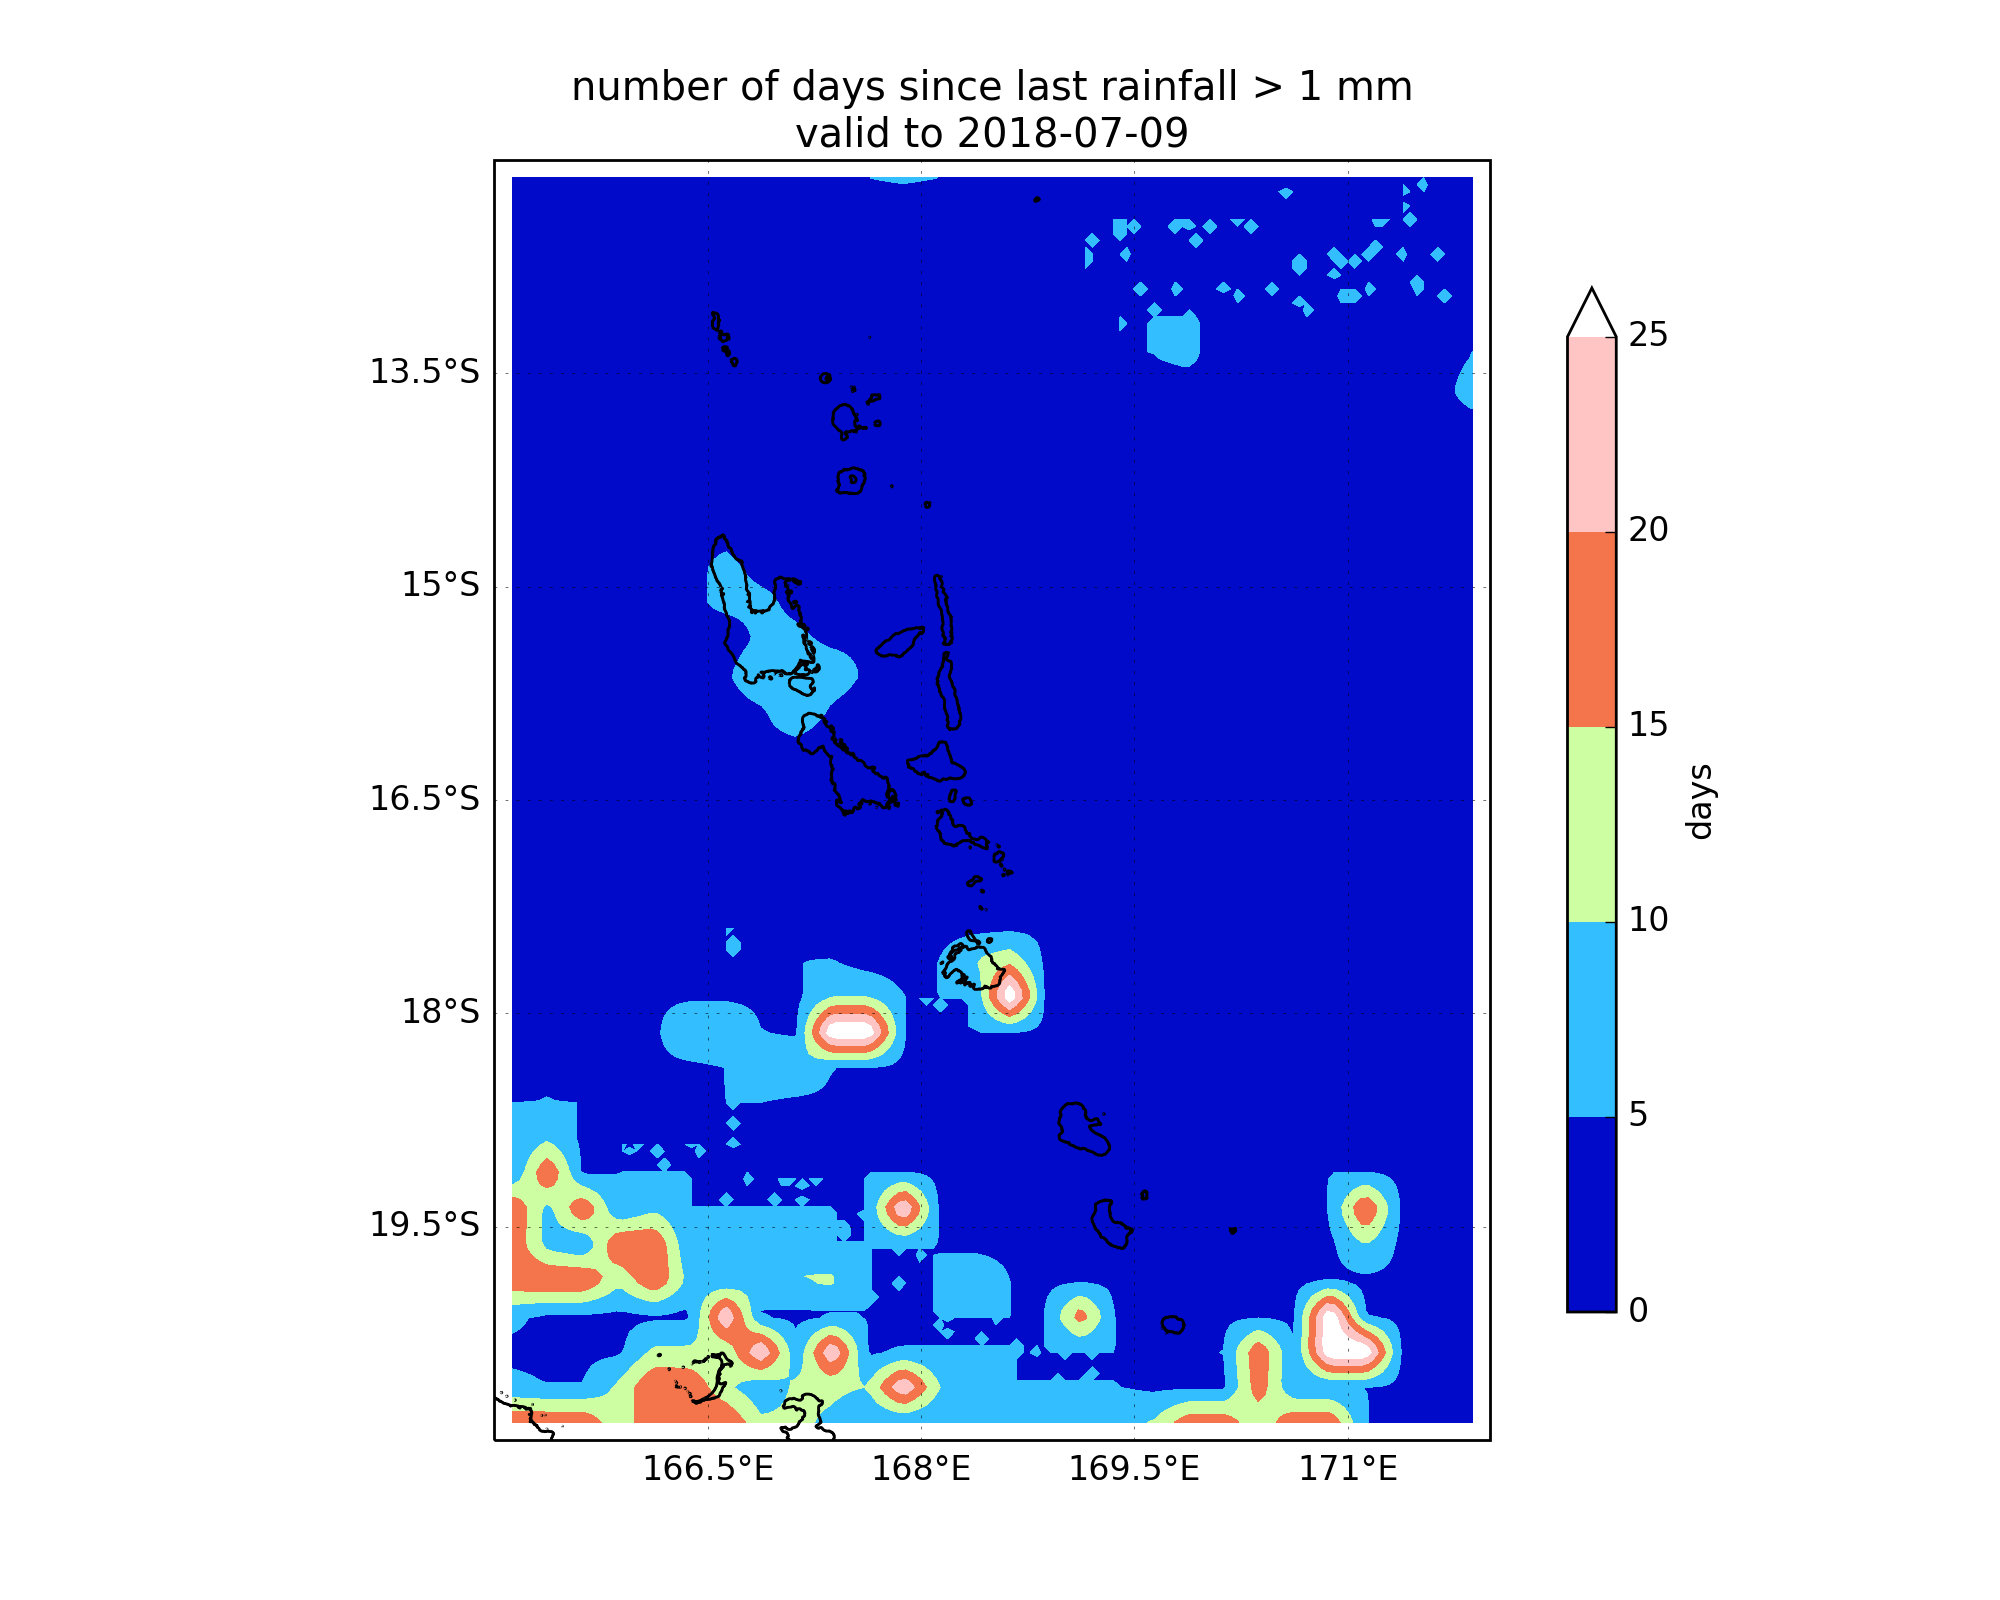 number of days since last rainfall > 1 mm
valid to 2018-07-09
13.5°S
15°S
16.5°S
18°S
19.5°S
166.5°E
168°E
169.5°E
171°E
25
20
15
10
5
0
days